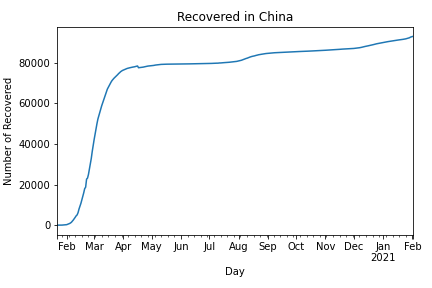 Recovered in China
Number of Recovered
80000
60000
40000
20000
0
Feb Mar Apr May Jun Jul Aug Sep Oct Nov Dec Jan Feb
2021
Day